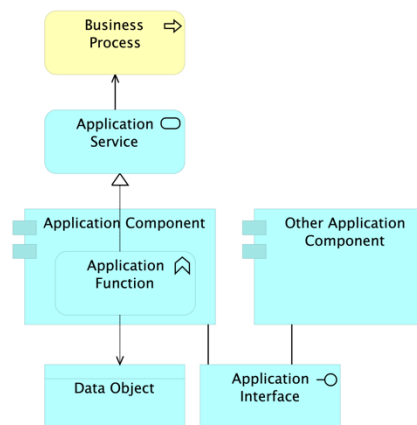 Business
Process
Application
Service
Application Component
Other Application
Component
Application
Function
Data Object
Application
Interface